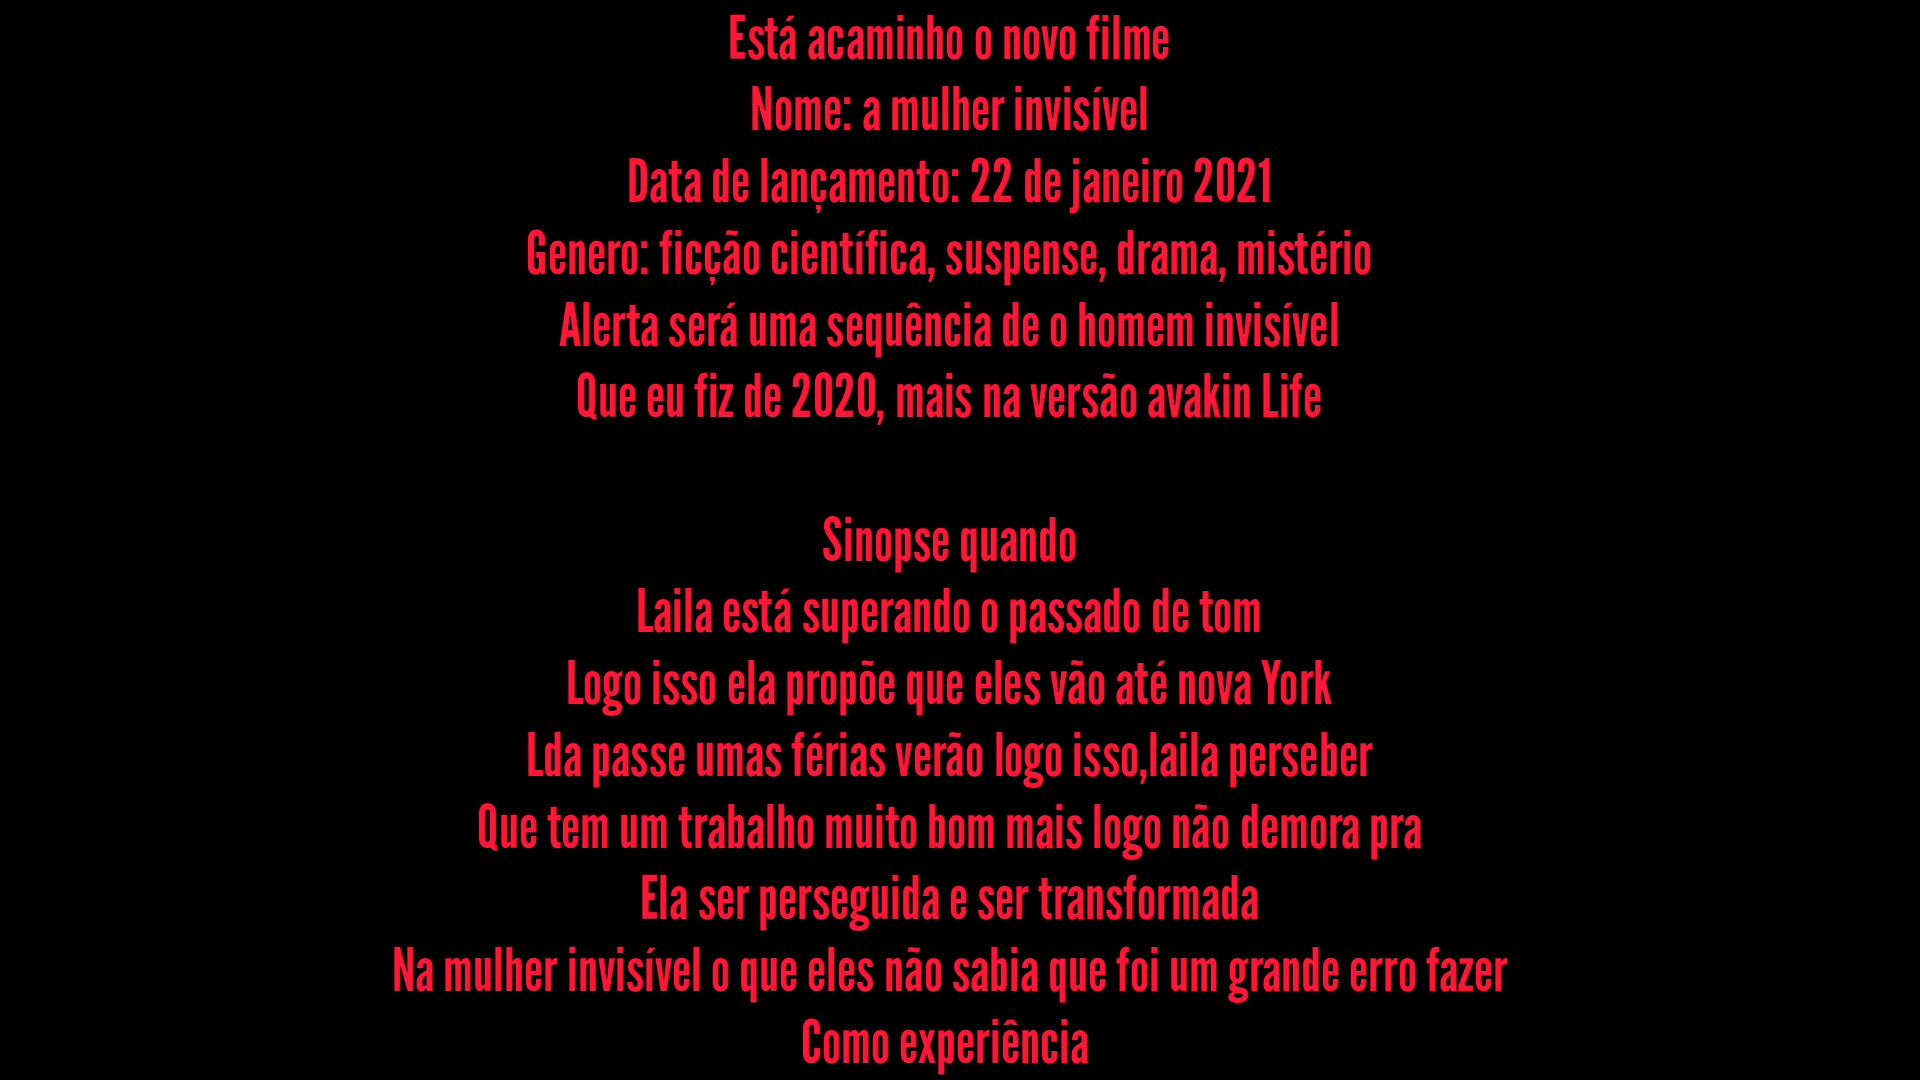 Está acaminho o novo filme
Nome: a mulher invisível
Data de lançamento: 22 de janeiro 2021
Genero: ficção científica, suspense, drama, mistério
Alerta será uma sequência de o homem invisível
Que eu fiz de 2020, mais na versão avakin Life
Sinopse quando
Laila está superando o passado de tom
Logo isso ela propõe que eles vão até nova York
Lda passe umas férias verão logo isso,laila perseber
Que tem um trabalho muito bom mais logo não demora pra
Ela ser perseguida e ser transformada
Na mulher invisível o que eles não sabia que foi um grande erro fazer
Como experiência